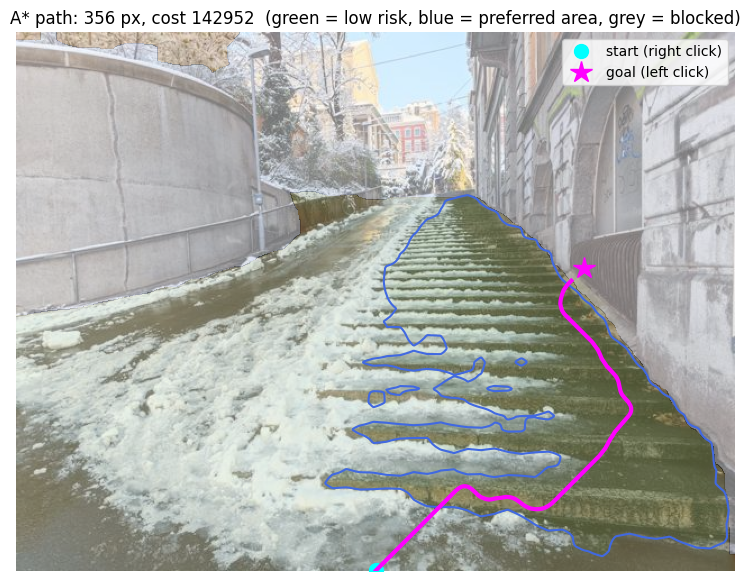 A* path: 356 px, cost 142952  (green = low risk, blue = preferred area, grey = blocked)
start (right click)
goal (left click)